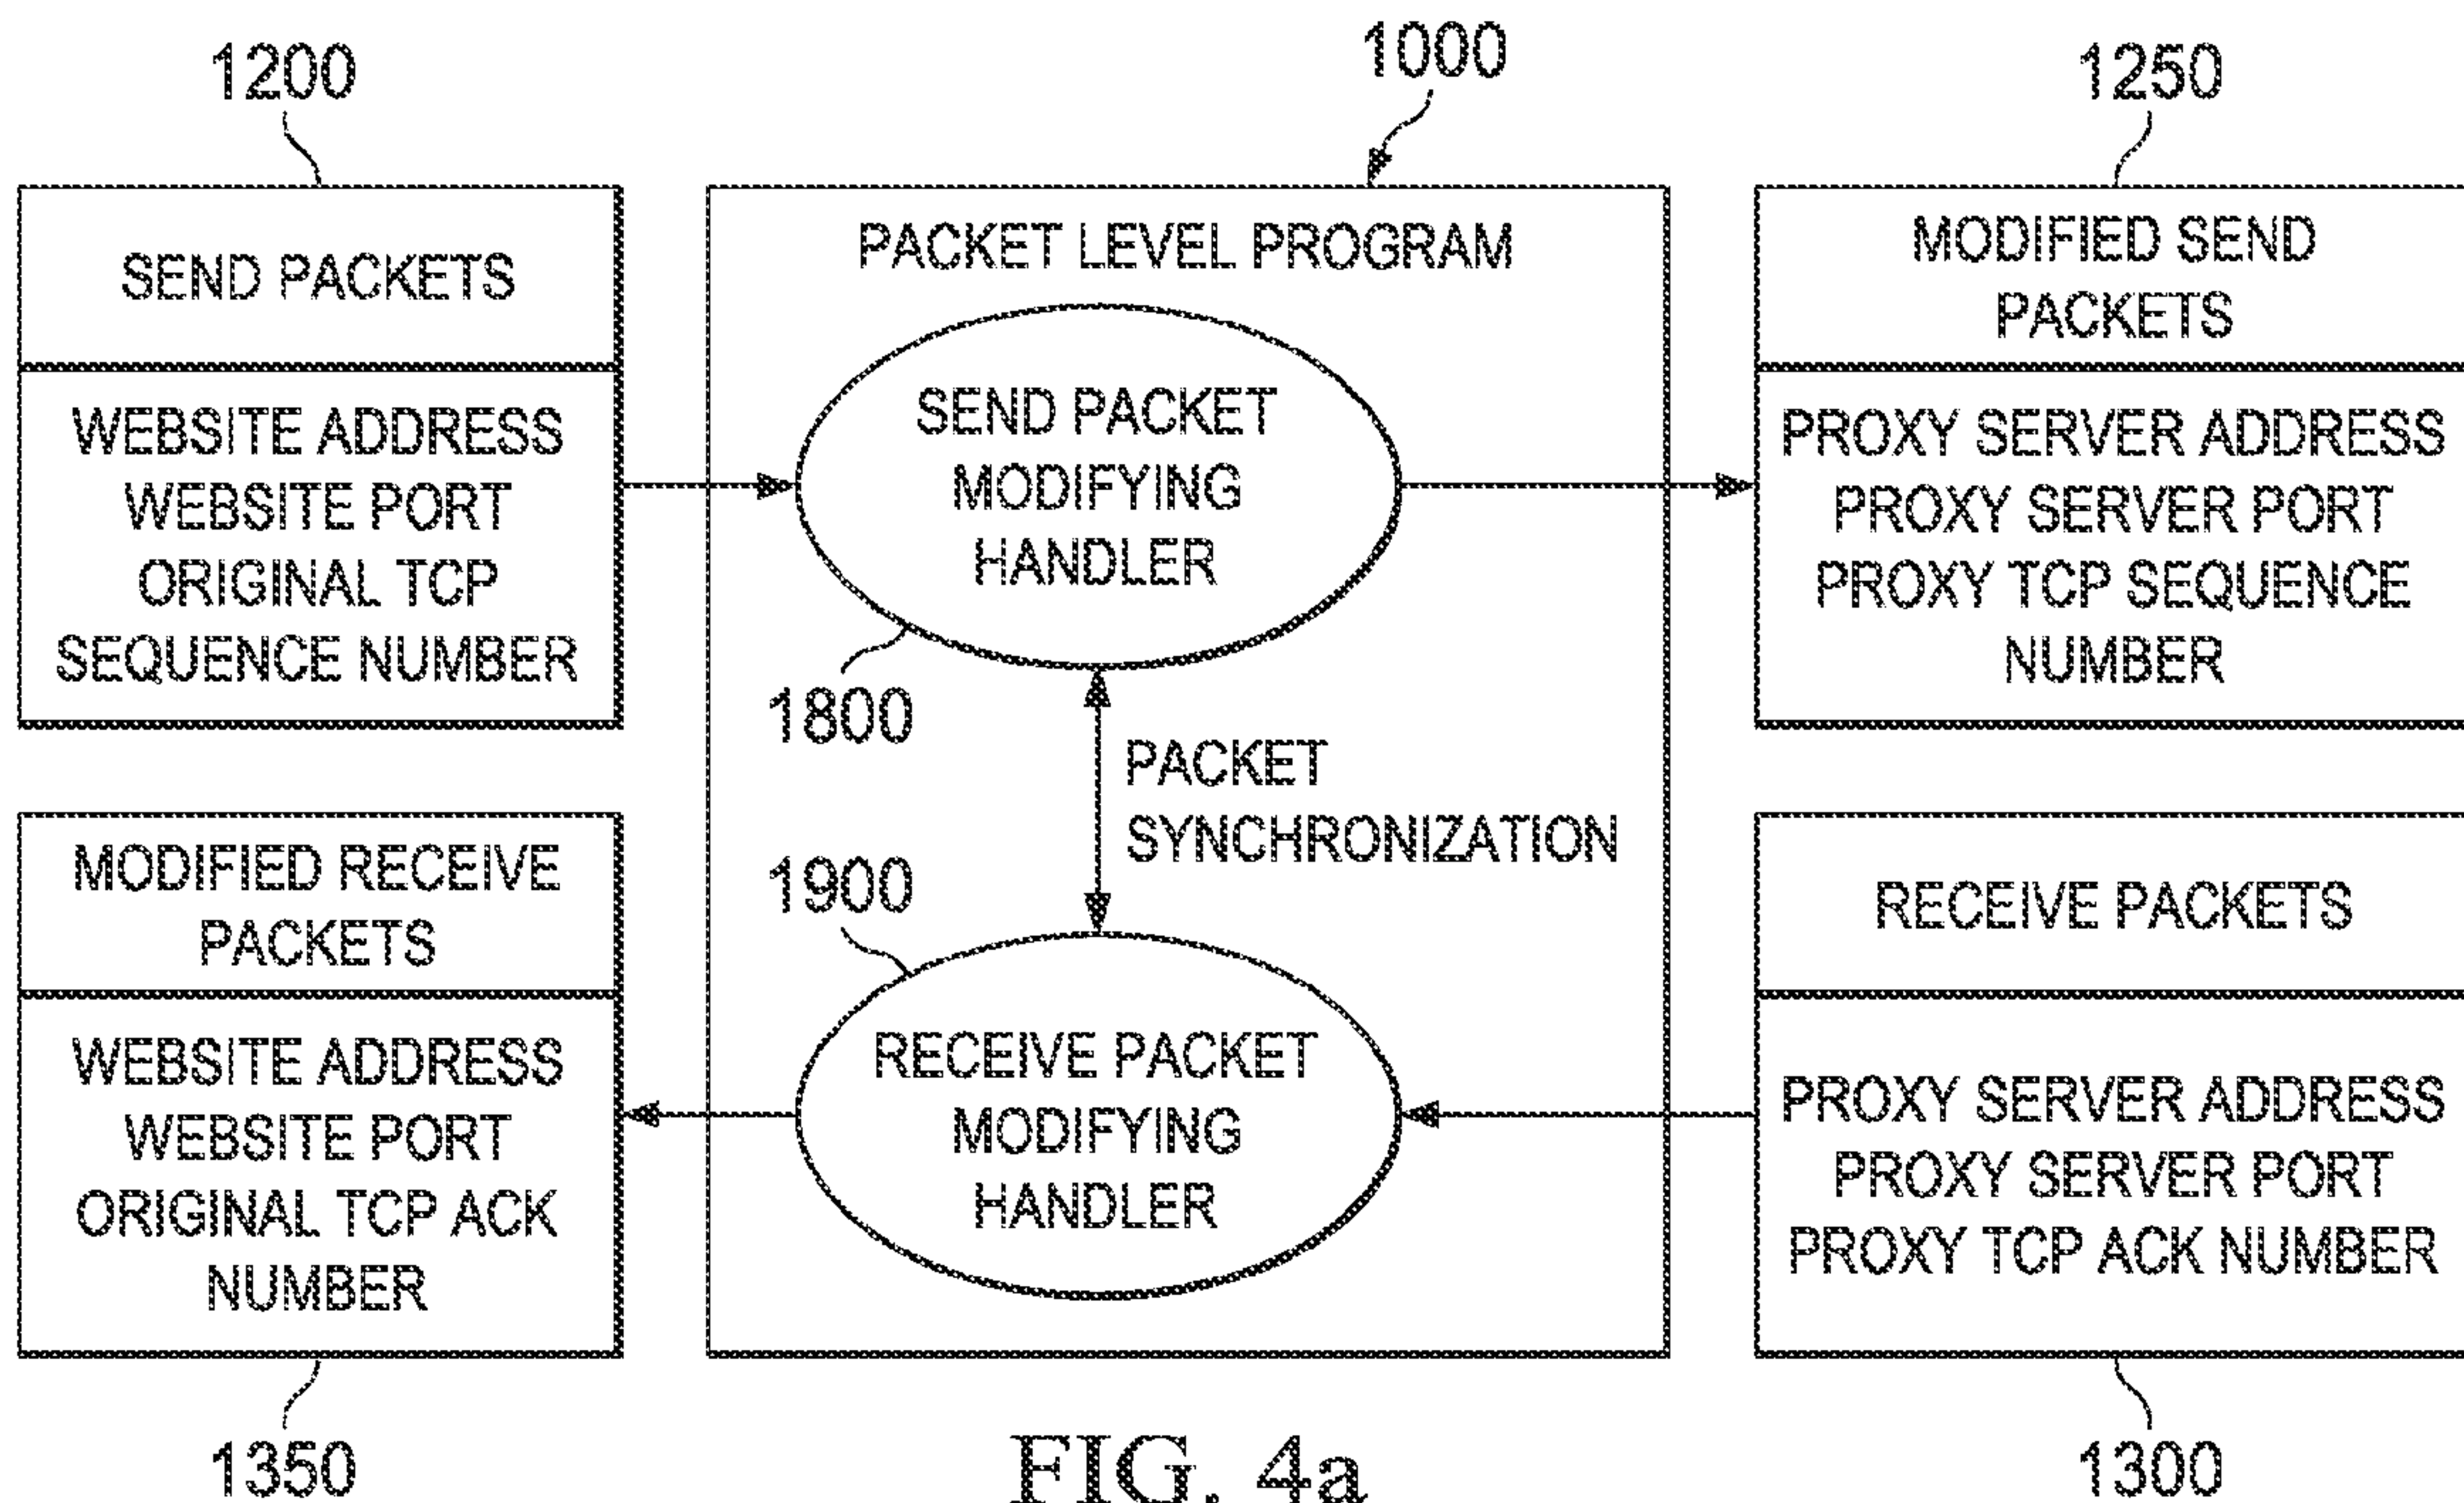 1200
1000
1250
SEND PACKETS
WEBSITE ADDRESS
WEBSITE PORT
ORIGINAL TCP
SEQUENCE NUMBER
PACKET LEVEL PROGRAM
SEND PACKET
MODIFYING
HANDLER
1800
PACKET
SYNCHRONIZATION
1900
RECEIVE PACKET
MODIFYING
HANDLER
MODIFIED SEND
PACKETS
PROXY SERVER ADDRESS
PROXY SERVER PORT
PROXY TCP SEQUENCE
NUMBER
MODIFIED RECEIVE
PACKETS
WEBSITE ADDRESS
WEBSITE PORT
ORIGINAL TCP ACK
NUMBER
RECEIVE PACKETS
PROXY SERVER ADDRESS
PROXY SERVER PORT
PROXY TCP ACK NUMBER
1350
1300
FIG. 4a